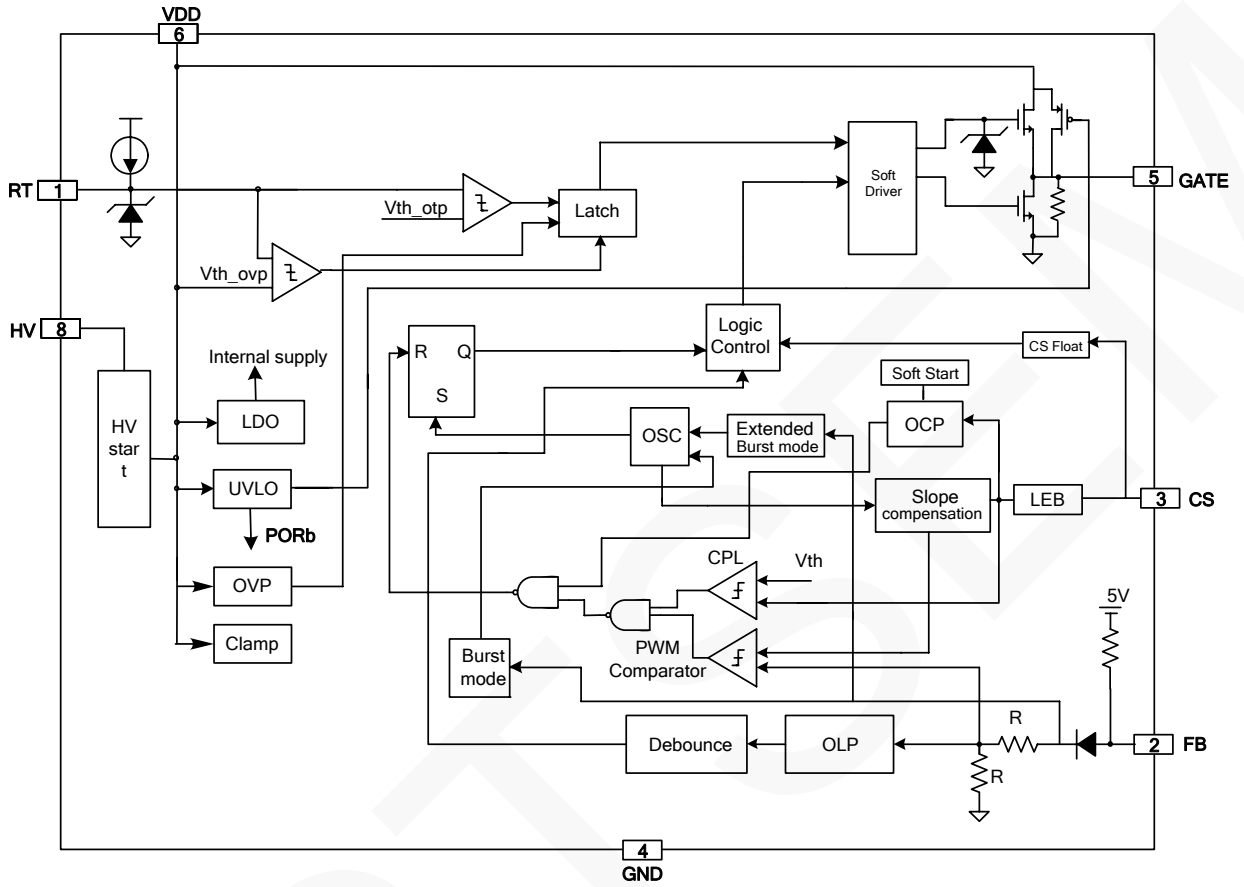 VDD
6
RT
1
Vth_otp
Latch
Soft
Driver
5
GATE
Vth_ovp
HV
8
HV
star
t
Internal supply
LDO
UVLO
PORb
OVP
Clamp
R
Q
S
Logic
Control
CS Float
Soft Start
OCP
OSC
Extended
Burst mode
Slope
compensation
LEB
3
CS
CPL
Vth
PWM
Comparator
5V
Burst
mode
Debounce
OLP
R
R
2
FB
4
GND